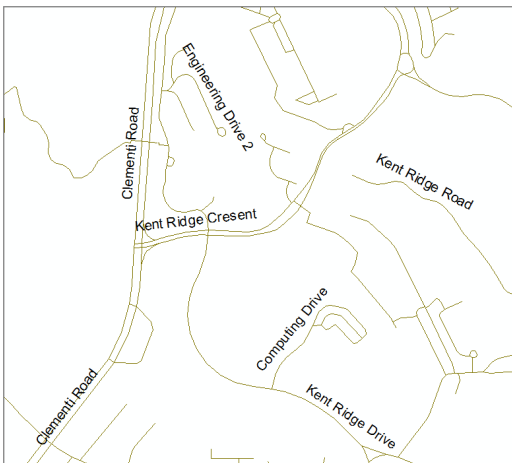 Engineering Drive 2
Clementi Road
Kent Ridge Road
Kent Ridge Cresent
Computing Drive
Clementi Road
Kent Ridge Drive